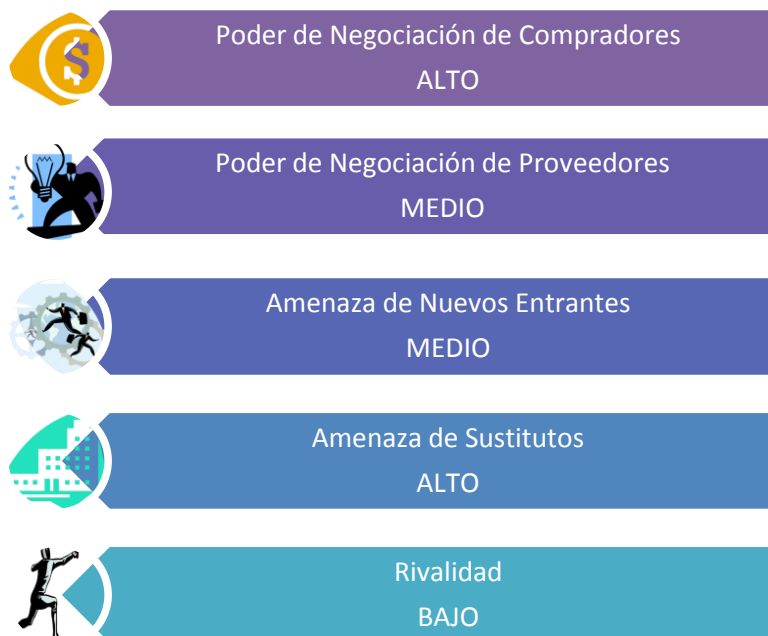 Poder de Negociación de Compradores
ALTO
Poder de Negociación de Proveedores
MEDIO
Amenaza de Nuevos Entrantes
MEDIO
Amenaza de Sustitutos
ALTO
Rivalidad
BAJO